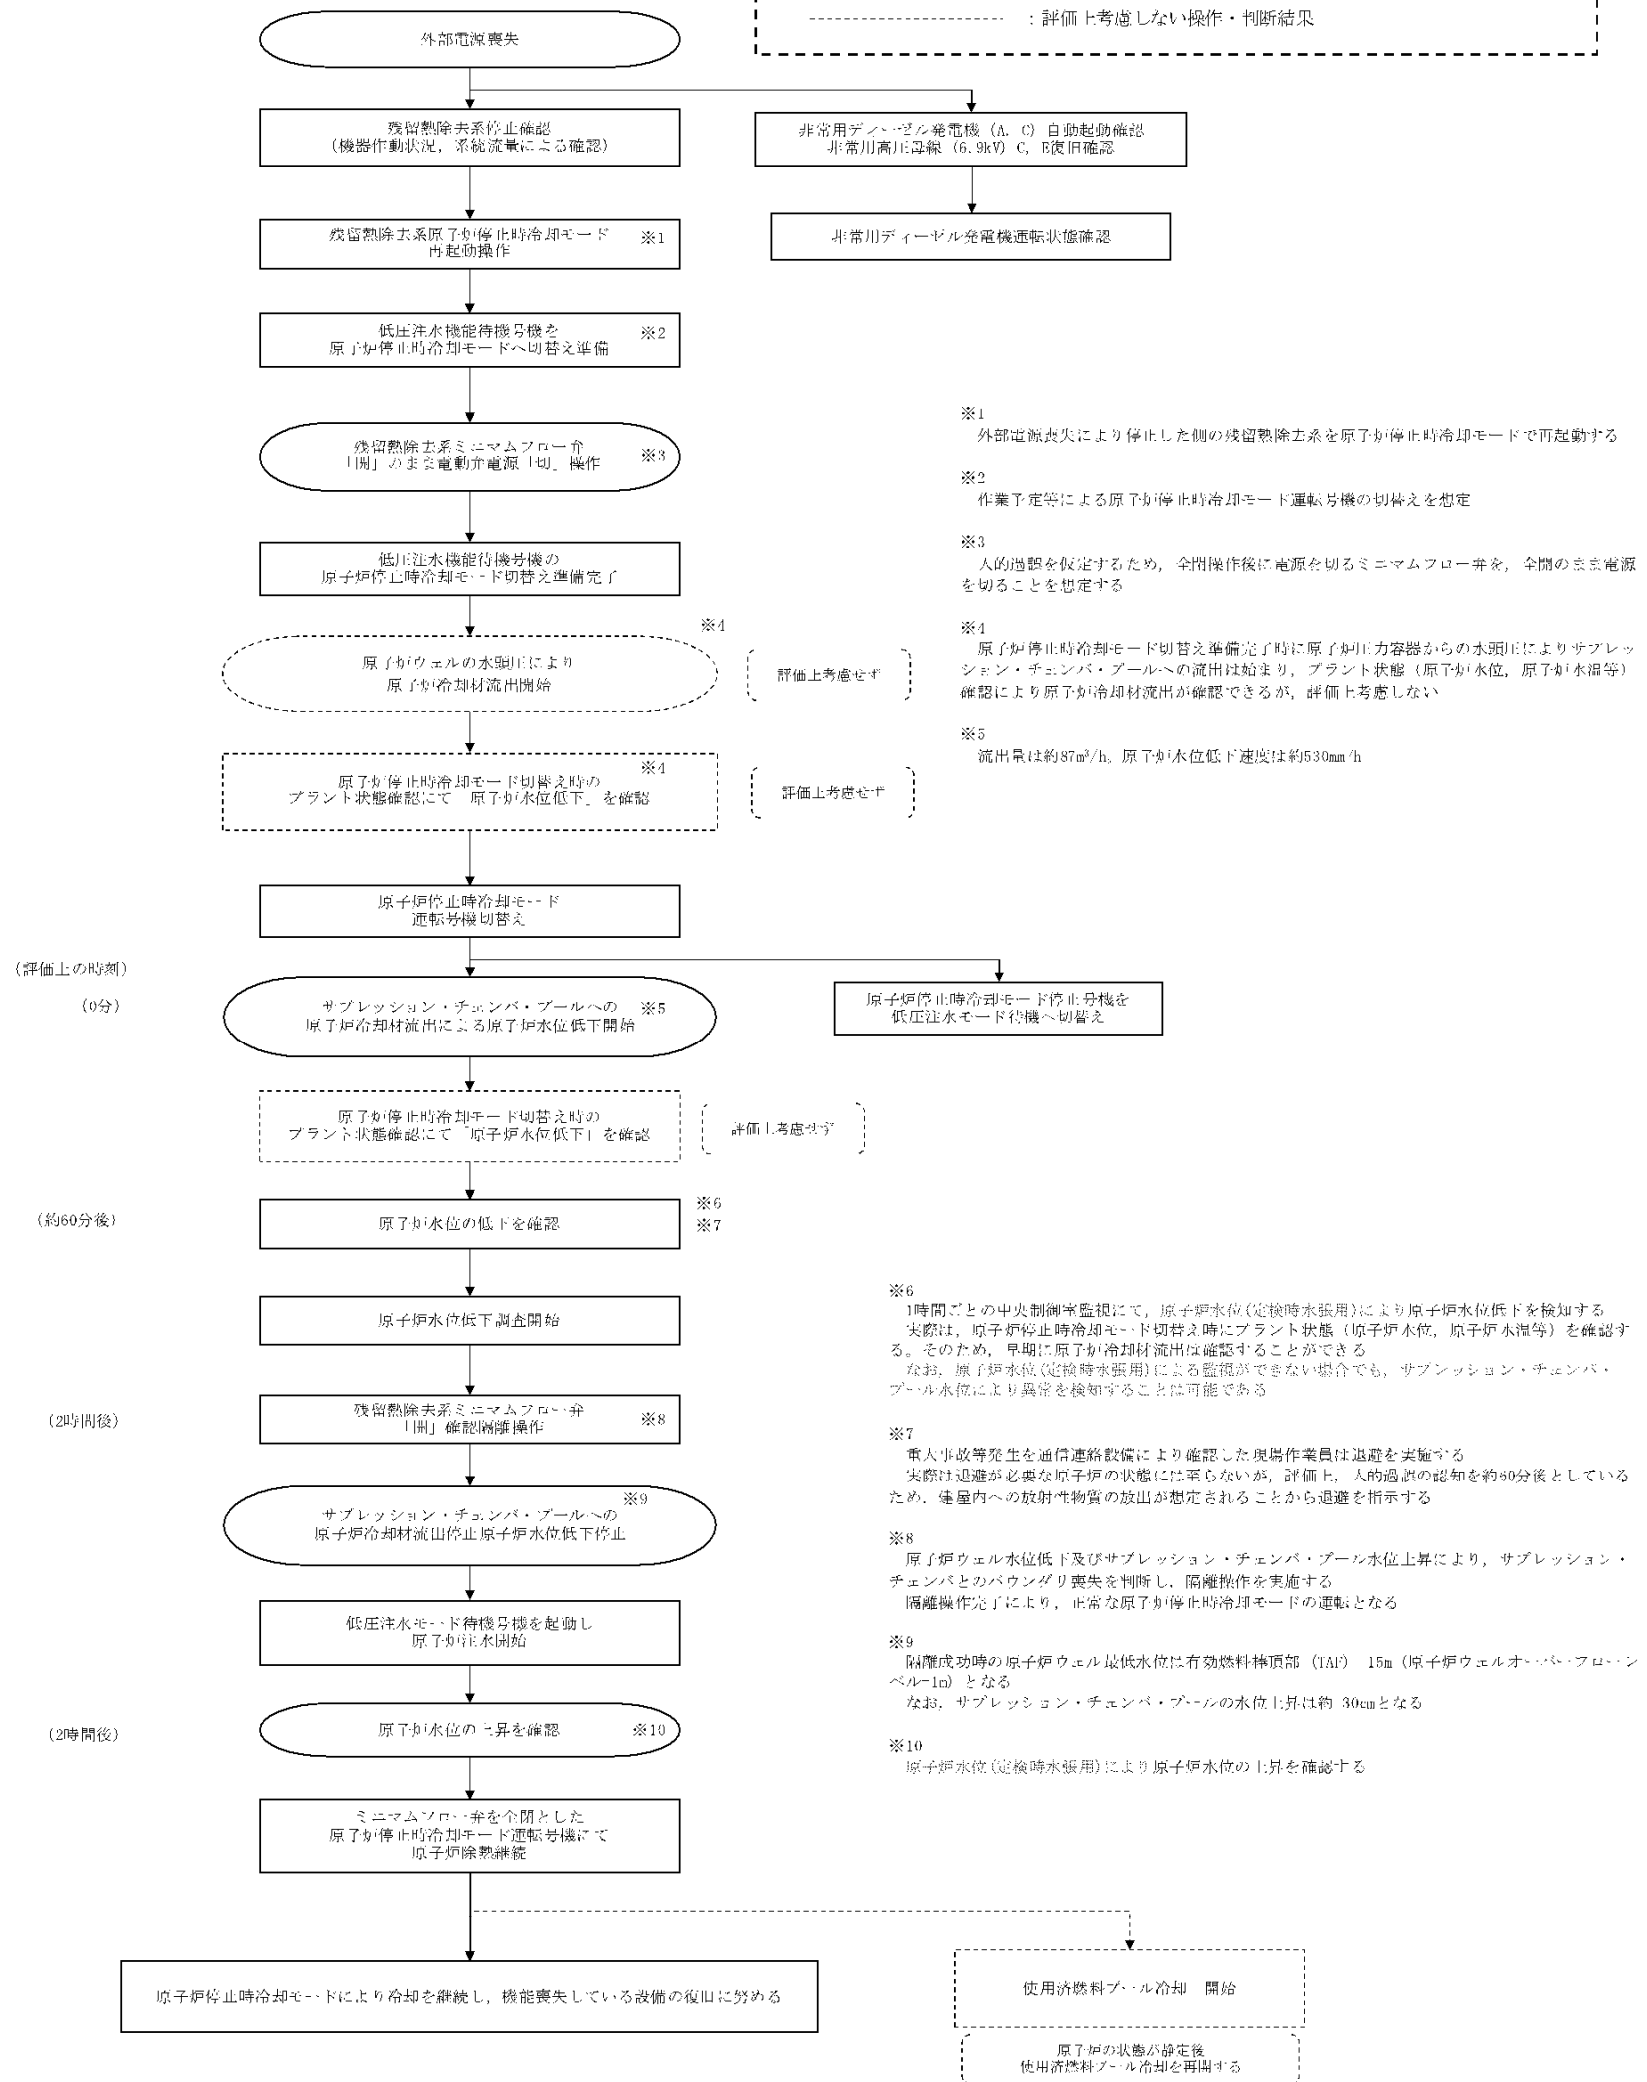 ：評価上考慮しない操作・判断結果
外部電源喪失
残留熱除去系停止確認
（機器作動状況，系統流量による確認）
非常用ディーゼル発電機（A，C）自動起動確認
非常用高圧母線（6.9kV）C，E復旧確認
残留熱除去系原子炉停止時冷却モード
再起動操作
※1
非常用ディーゼル発電機運転状態確認
低圧注水機能待機号機を
原子炉停止時冷却モードへ切替え準備
※2
残留熱除去系ミニマムフロー弁
「開」のまま電動弁電源「切」操作
※3
低圧注水機能待機号機の
原子炉停止時冷却モード切替え準備完了
※4
原子炉ウェルの水頭圧により
原子炉冷却材流出開始
評価上考慮せず
※4
原子炉停止時冷却モード切替え時の
プラント状態確認にて「原子炉水位低下」を確認
評価上考慮せず
原子炉停止時冷却モード
運転号機切替え
※1
外部電源喪失により停止した側の残留熱除去系を原子炉停止時冷却モードで再起動する
※2
作業予定等による原子炉停止時冷却モード運転号機の切替えを想定
※3
人的過誤を仮定するため，全閉操作後に電源を切るミニマムフロー弁を，全開のまま電源
を切ることを想定する
※4
原子炉停止時冷却モード切替え準備完了時に原子炉圧力容器からの水頭圧によりサプレッ
ション・チェンバ・プールへの流出は始まり，プラント状態（原子炉水位，原子炉水温等）
確認により原子炉冷却材流出が確認できるが，評価上考慮しない
※5
流出量は約87m³/h，原子炉水位低下速度は約530mm/h
（評価上の時刻）
（0分）
サプレッション・チェンバ・プールへの
原子炉冷却材流出による原子炉水位低下開始
※5
原子炉停止時冷却モード停止号機を
低圧注水モード待機へ切替え
原子炉停止時冷却モード切替え時の
プラント状態確認にて「原子炉水位低下」を確認
評価上考慮せず
（約60分後）
原子炉水位の低下を確認
※6
※7
原子炉水位低下調査開始
（2時間後）
残留熱除去系ミニマムフロー弁
「開」確認隔離操作
※8
※9
サプレッション・チェンバ・プールへの
原子炉冷却材流出停止原子炉水位低下停止
低圧注水モード待機号機を起動し
原子炉注水開始
（2時間後）
原子炉水位の上昇を確認
※10
ミニマムフロー弁を全閉とした
原子炉停止時冷却モード運転号機にて
原子炉除熱継続
※6
1時間ごとの中央制御室監視にて，原子炉水位（定検時水張用）により原子炉水位低下を検知する
実際は，原子炉停止時冷却モード切替え時にプラント状態（原子炉水位，原子炉水温等）を確認す
る。そのため，早期に原子炉冷却材流出は確認することができる
なお，原子炉水位（定検時水張用）による監視ができない場合でも，サプレッション・チェンバ・
プール水位により異常を検知することは可能である
※7
重大事故等発生を通信連絡設備により確認した現場作業員は退避を実施する
実際は退避が必要な原子炉の状態には至らないが，評価上，人的過誤の認知を約60分後としている
ため，建屋内への放射性物質の放出が想定されることから退避を指示する
※8
原子炉ウェル水位低下及びサプレッション・チェンバ・プール水位上昇により，サプレッション・
チェンバとのバウンダリ喪失を判断し，隔離操作を実施する
隔離操作完了により，正常な原子炉停止時冷却モードの運転となる
※9
隔離成功時の原子炉ウェル最低水位は有効燃料棒頂部（TAF） 15m（原子炉ウェルオーバーフロー
ベル-1m）となる
なお，サプレッション・チェンバ・プールの水位上昇は約 30cmとなる
※10
原子炉水位（定検時水張用）により原子炉水位の上昇を確認する
原子炉停止時冷却モードにより冷却を継続し，機能喪失している設備の復旧に努める
使用済燃料プール冷却　開始
原子炉の状態が静定後
使用済燃料プール冷却を再開する